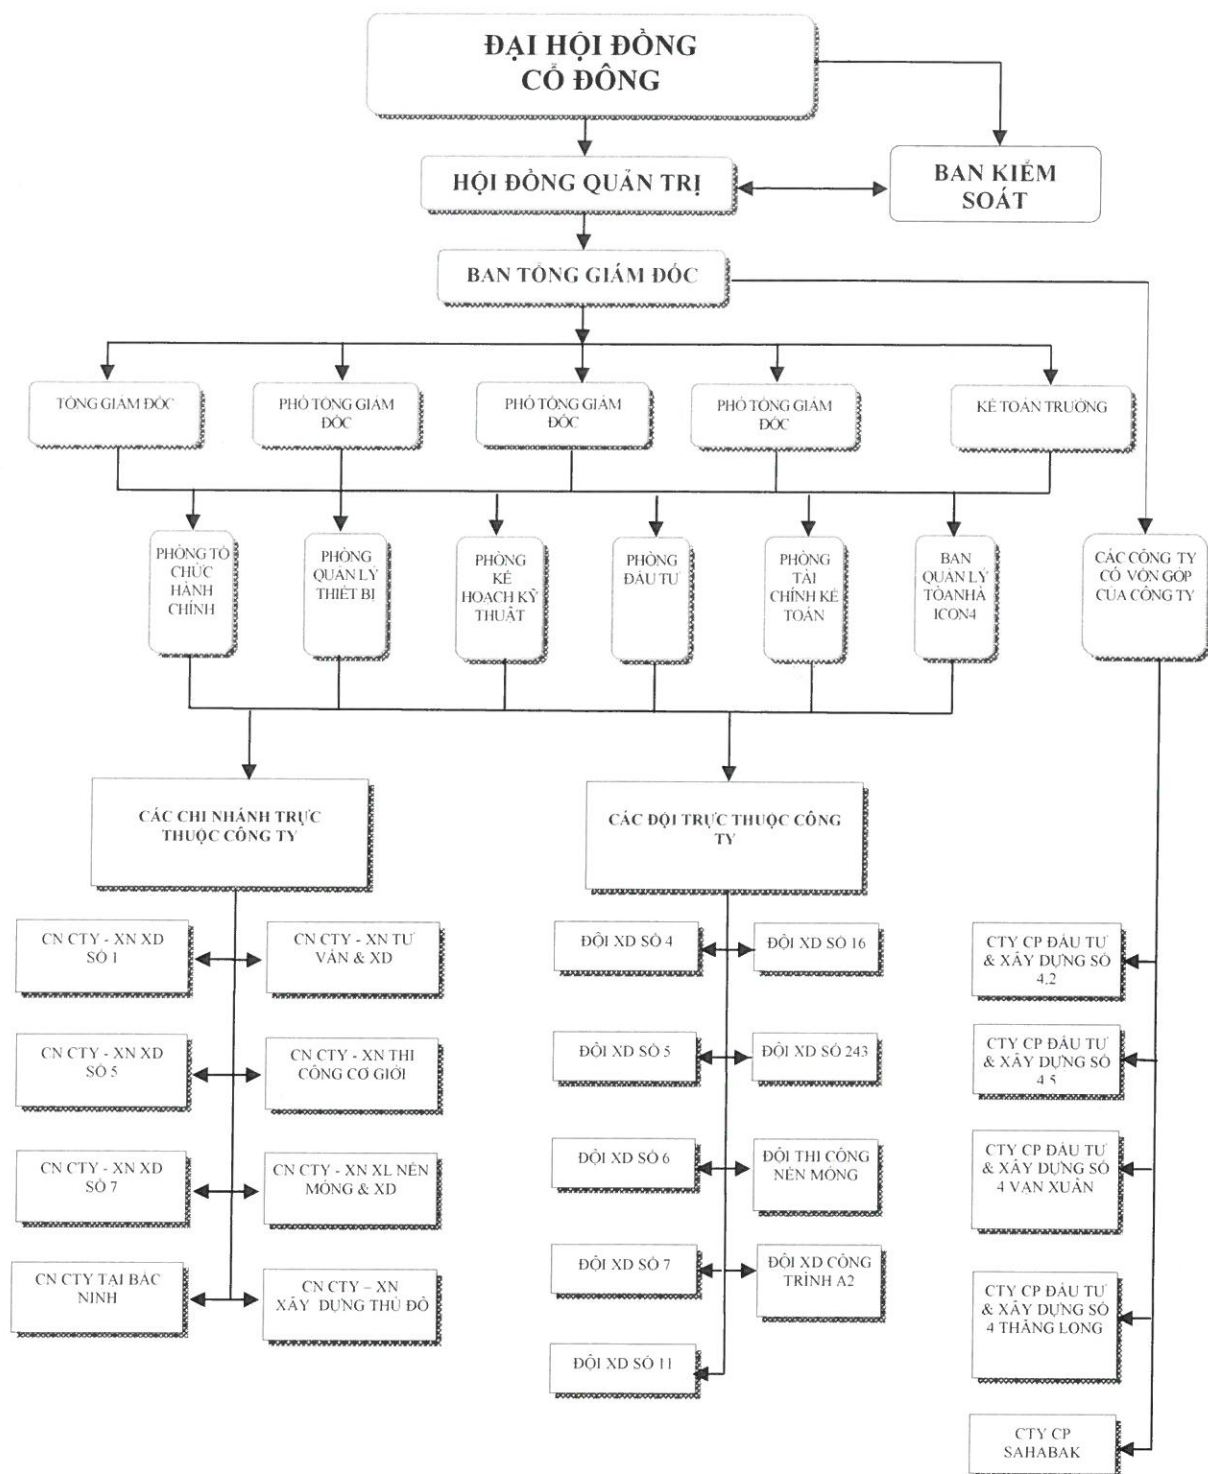 ĐẠI HỘI ĐỒNG
CỔ ĐÔNG
HỘI ĐỒNG QUẢN TRỊ
BAN KIỂM
SOÁT
BAN TỔNG GIÁM ĐỐC
TỔNG GIÁM ĐỐC
PHÓ TỔNG GIÁM
ĐỐC
PHÓ TỔNG GIÁM
ĐỐC
PHÓ TỔNG GIÁM
ĐỐC
KẾ TOÁN TRƯỞNG
PHÒNG TỔ
CHỨC
HÀNH
CHÍNH
PHÒNG
QUẢN LÝ
THIẾT BỊ
PHÒNG
KẾ
HOẠCH KỸ
THUẬT
PHÒNG
ĐẦU TƯ
PHÒNG
TÀI
CHÍNH KẾ
TOÁN
BAN
QUẢN LÝ
TÒANHÀ
ICON4
CÁC CÔNG TY
CÓ VỐN GÓP
CỦA CÔNG TY
CÁC CHI NHÁNH TRỰC
THUỘC CÔNG TY
CÁC ĐỘI TRỰC THUỘC CÔNG
TY
CN CTY - XN XD
SỐ 1
CN CTY - XN TƯ
VẤN & XD
CN CTY - XN XD
SỐ 5
CN CTY - XN THI
CÔNG CƠ GIỚI
CN CTY - XN XD
SỐ 7
CN CTY - XN XL NỀN
MÓNG & XD
CN CTY TẠI BẮC
NINH
CN CTY – XN
XÂY DỰNG THỦ ĐÔ
ĐỘI XD SỐ 4
ĐỘI XD SỐ 16
ĐỘI XD SỐ 5
ĐỘI XD SỐ 243
ĐỘI XD SỐ 6
ĐỘI THI CÔNG
NỀN MÓNG
ĐỘI XD SỐ 7
ĐỘI XD CÔNG
TRÌNH A2
ĐỘI XD SỐ 11
CTY CP ĐẦU TƯ
& XÂY DỰNG SỐ
4.2
CTY CP ĐẦU TƯ
& XÂY DỰNG SỐ
4.5
CTY CP ĐẦU TƯ
& XÂY DỰNG SỐ
4 VẠN XUÂN
CTY CP ĐẦU TƯ
& XÂY DỰNG SỐ
4 THĂNG LONG
CTY CP
SAHABAK